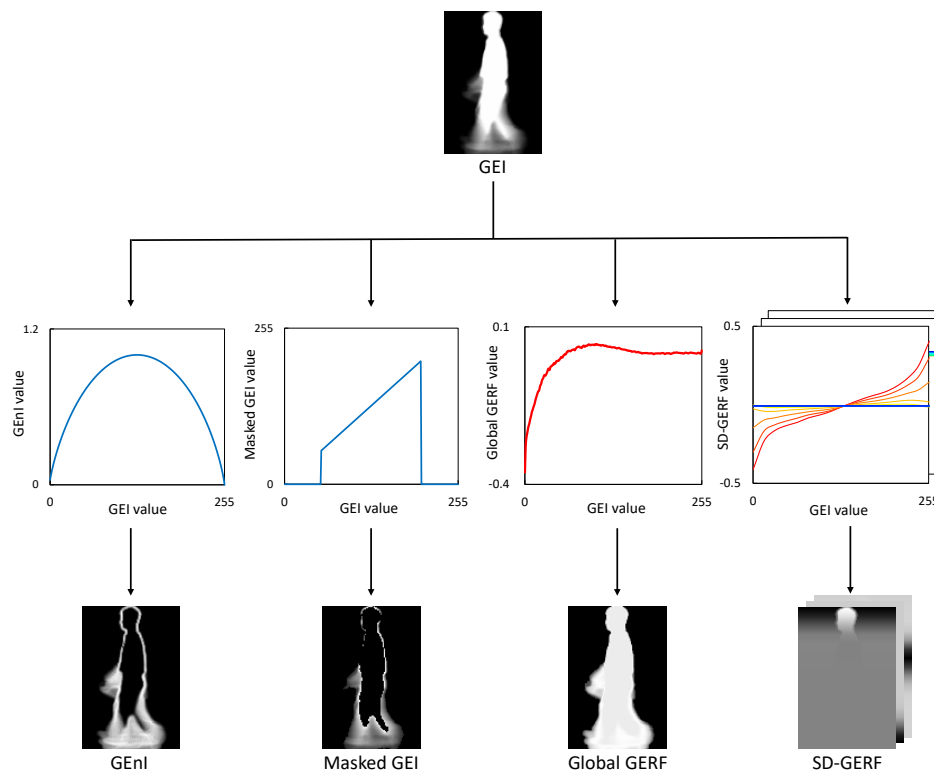 GEI
1.2
GEnI value
0
0
255
GEI value
255
Masked GEI value
0
0
255
GEI value
0.1
Global GERF value
-0.4
0
255
GEI value
0.5
SD-GERF value
-0.5
0
255
GEI value
GEnI
Masked GEI
Global GERF
SD-GERF